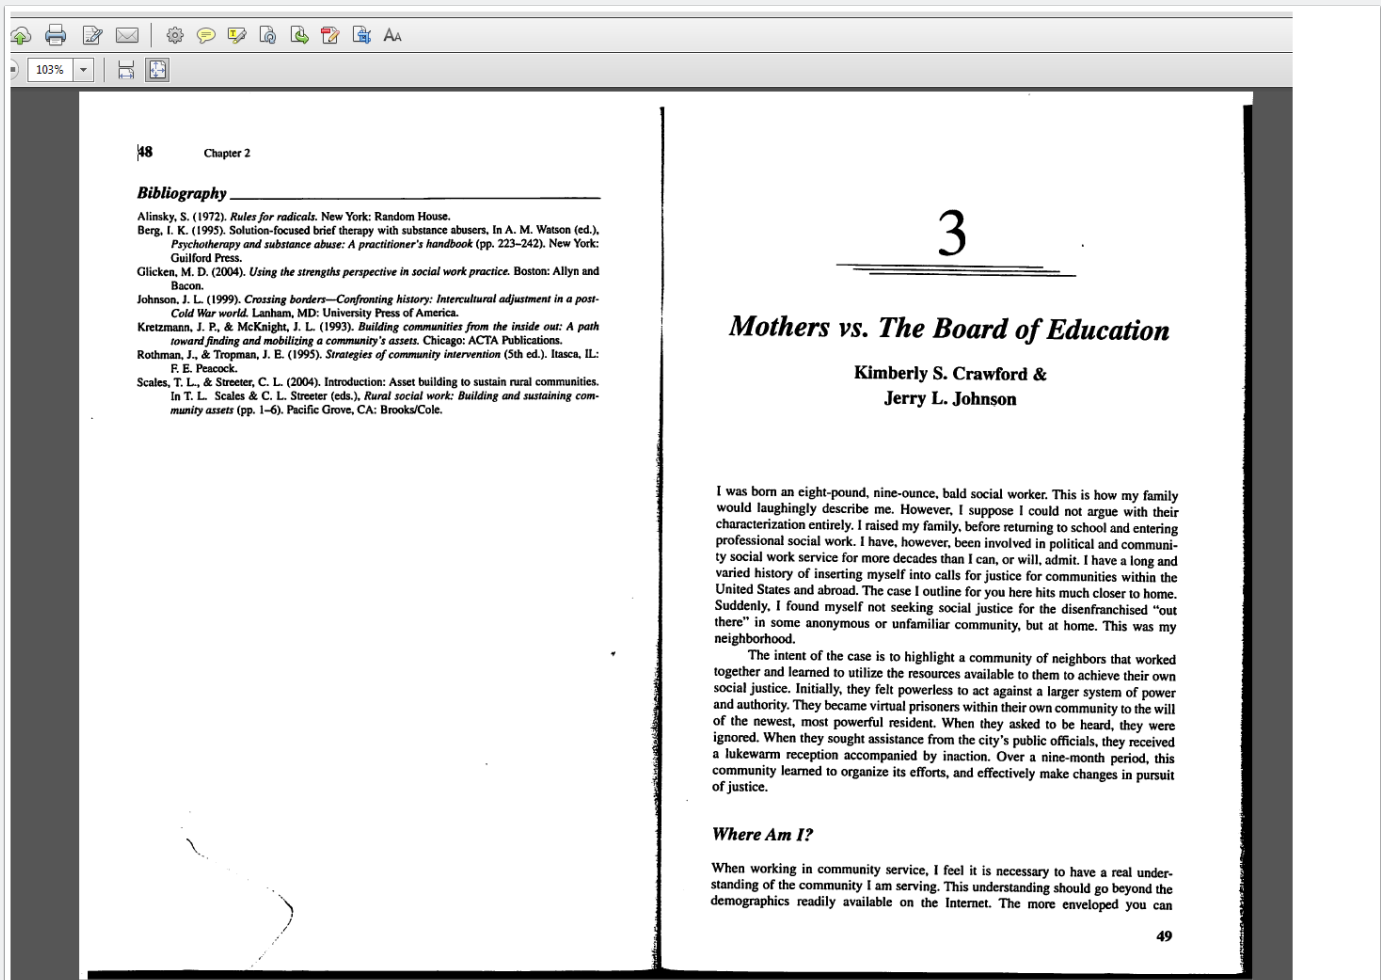 103%
48 Chapter 2
Bibliography
Alinsky, S. (1972). Rules for radicals. New York: Random House.
Berg, I. K. (1995). Solution-focused brief therapy with substance abusers, In A. M. Watson (ed.),
Psychotherapy and substance abuse: A practitioner's handbook (pp. 223–242). New York:
Guilford Press.
Glicken, M. D. (2004). Using the strengths perspective in social work practice. Boston: Allyn and
Bacon.
Johnson, J. L. (1999). Crossing borders—Confronting history: Intercultural adjustment in a post-
Cold War world. Lanham, MD: University Press of America.
Kretzmann, J. P., & McKnight, J. L. (1993). Building communities from the inside out: A path
toward finding and mobilizing a community's assets. Chicago: ACTA Publications.
Rothman, J., & Tropman, J. E. (1995). Strategies of community intervention (5th ed.). Itasca, IL:
F. E. Peacock.
Scales, T. L., & Streeter, C. L. (2004). Introduction: Asset building to sustain rural communities.
In T. L. Scales & C. L. Streeter (eds.), Rural social work: Building and sustaining com-
munity assets (pp. 1–6). Pacific Grove, CA: Brooks/Cole.
3
Mothers vs. The Board of Education
Kimberly S. Crawford &
Jerry L. Johnson
I was born an eight-pound, nine-ounce, bald social worker. This is how my family
would laughingly describe me. However, I suppose I could not argue with their
characterization entirely. I raised my family, before returning to school and entering
professional social work. I have, however, been involved in political and communi-
ty social work service for more decades than I can, or will, admit. I have a long and
varied history of inserting myself into calls for justice for communities within the
United States and abroad. The case I outline for you here hits much closer to home.
Suddenly, I found myself not seeking social justice for the disenfranchised “out
there” in some anonymous or unfamiliar community, but at home. This was my
neighborhood.
The intent of the case is to highlight a community of neighbors that worked
together and learned to utilize the resources available to them to achieve their own
social justice. Initially, they felt powerless to act against a larger system of power
and authority. They became virtual prisoners within their own community to the will
of the newest, most powerful resident. When they asked to be heard, they were
ignored. When they sought assistance from the city's public officials, they received
a lukewarm reception accompanied by inaction. Over a nine-month period, this
community learned to organize its efforts, and effectively make changes in pursuit
of justice.
Where Am I?
When working in community service, I feel it is necessary to have a real under-
standing of the community I am serving. This understanding should go beyond the
demographics readily available on the Internet. The more enveloped you can
49